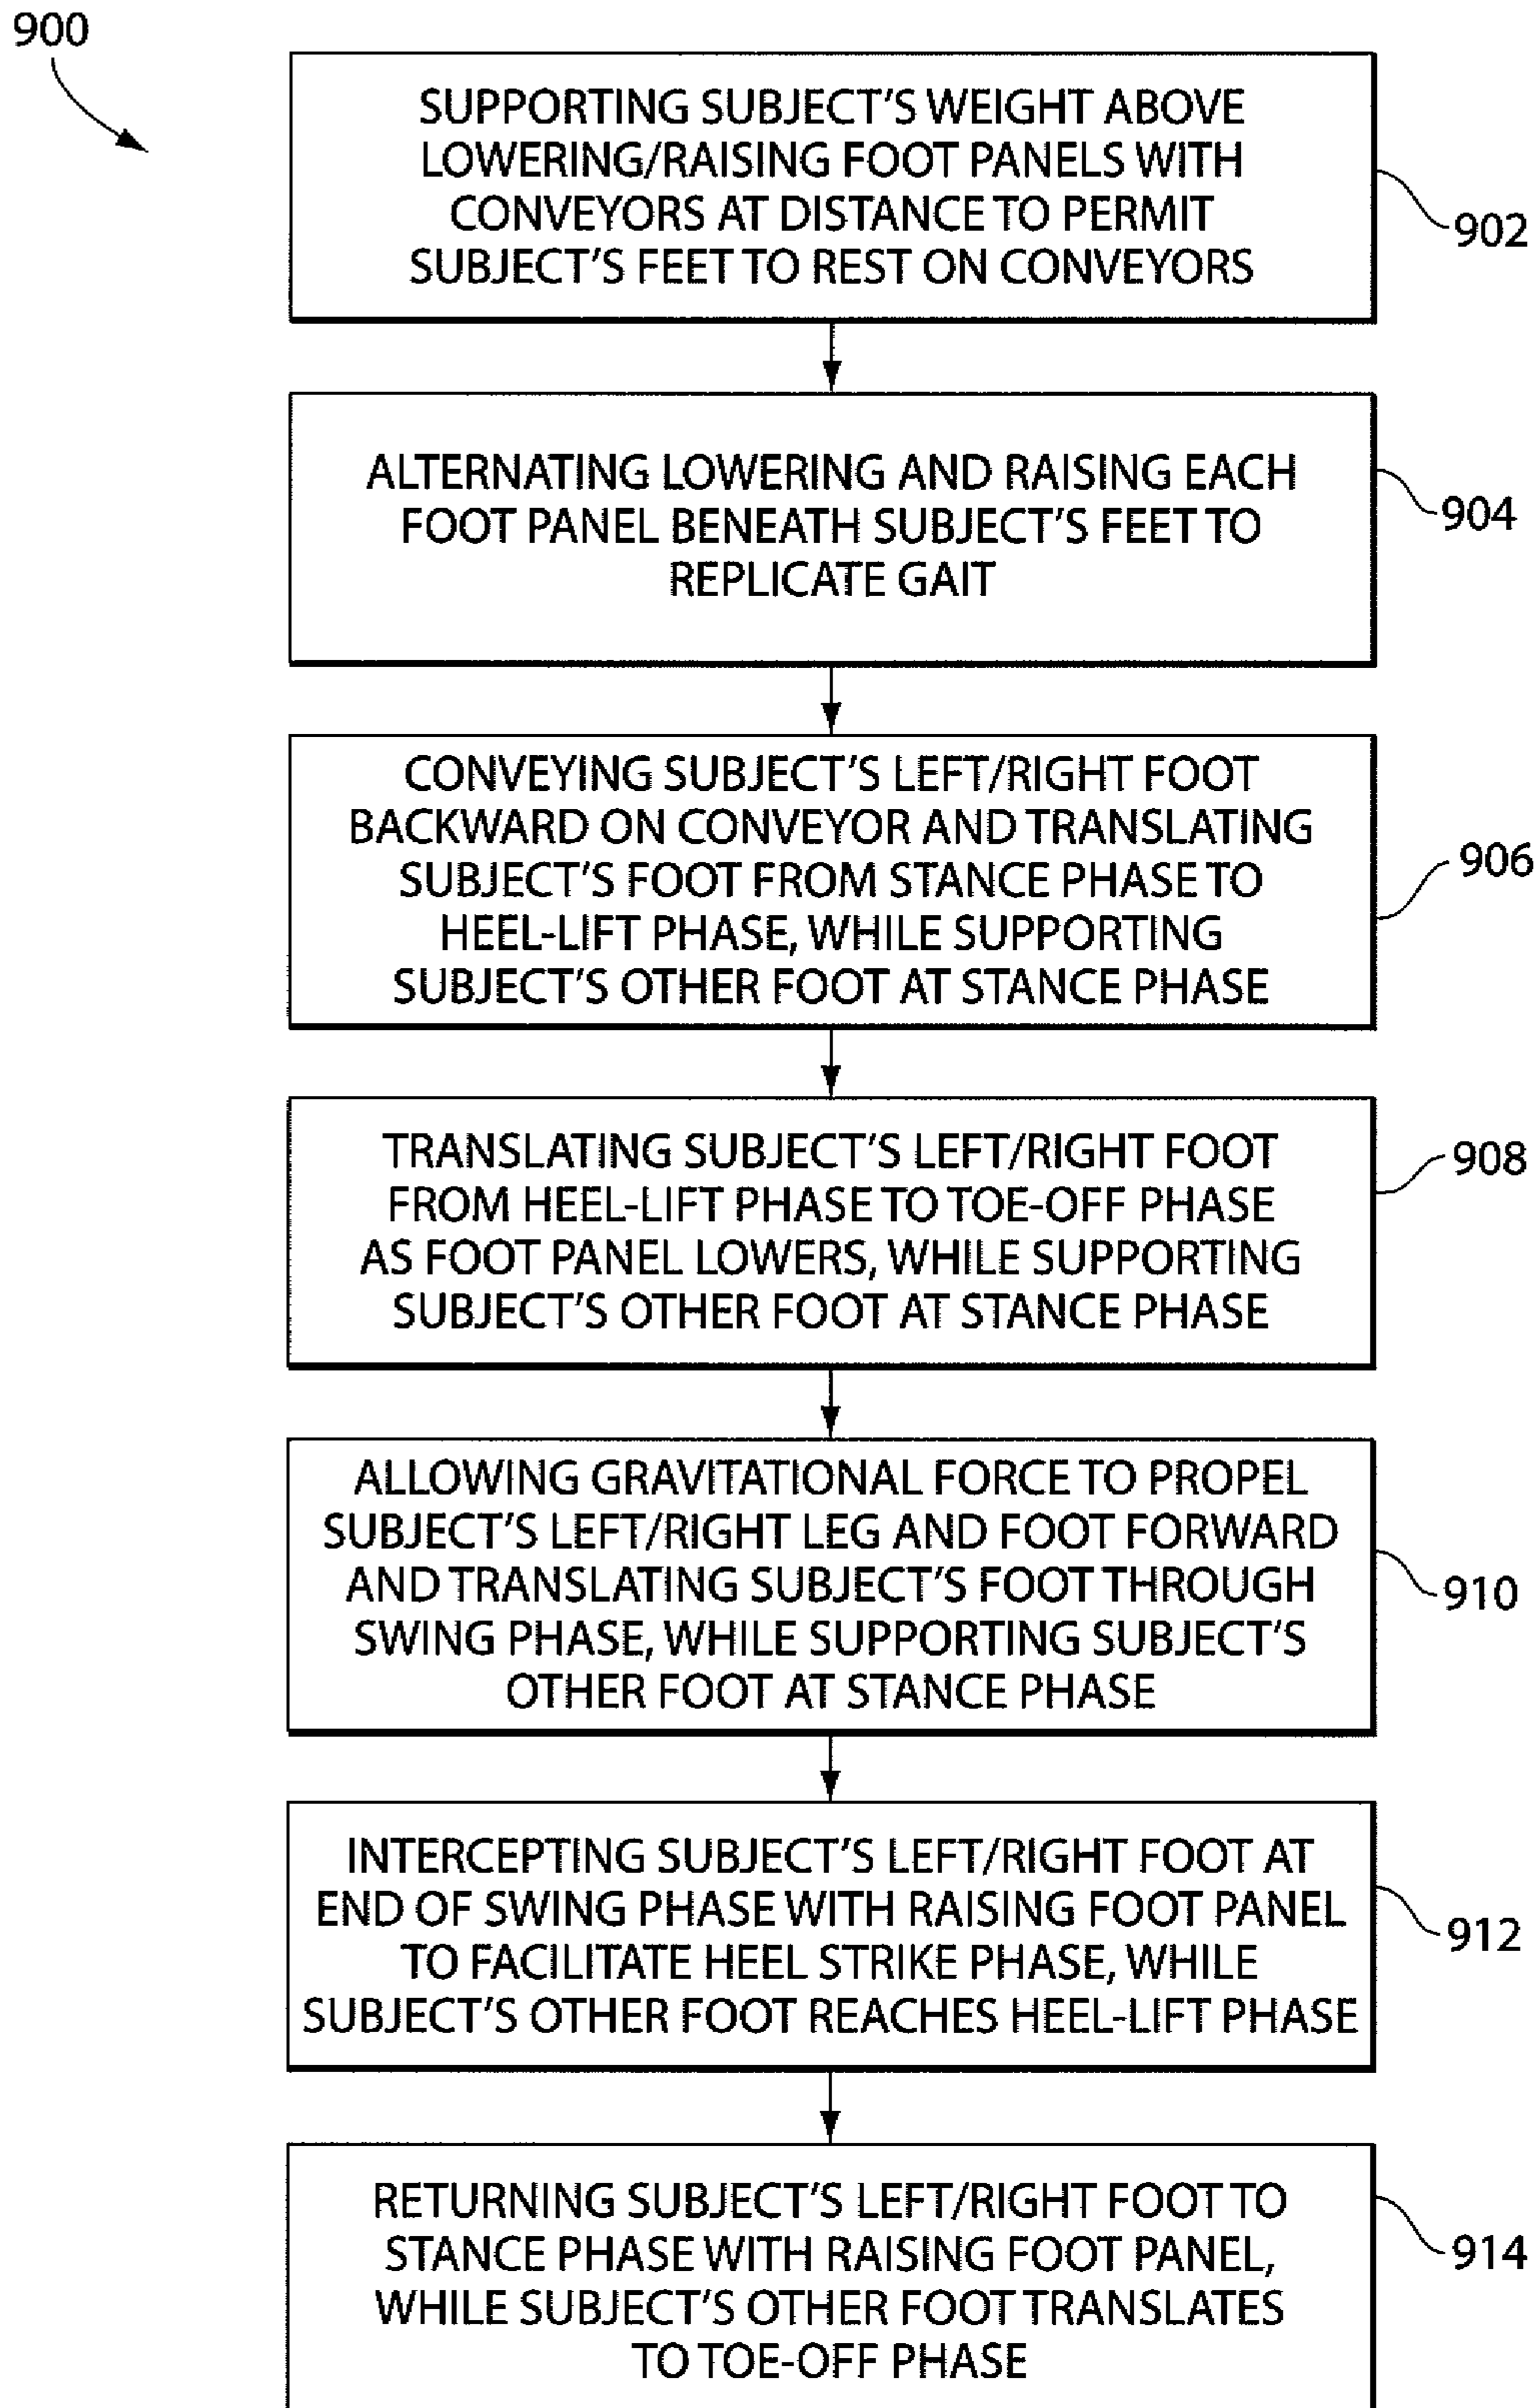 900
SUPPORTING SUBJECT'S WEIGHT ABOVE
LOWERING/RAISING FOOT PANELS WITH
CONVEYORS AT DISTANCE TO PERMIT
SUBJECT'S FEET TO REST ON CONVEYORS
902
ALTERNATING LOWERING AND RAISING EACH
FOOT PANEL BENEATH SUBJECT'S FEET TO
REPLICATE GAIT
904
CONVEYING SUBJECT'S LEFT/RIGHT FOOT
BACKWARD ON CONVEYOR AND TRANSLATING
SUBJECT'S FOOT FROM STANCE PHASE TO
HEEL-LIFT PHASE, WHILE SUPPORTING
SUBJECT'S OTHER FOOT AT STANCE PHASE
906
TRANSLATING SUBJECT'S LEFT/RIGHT FOOT
FROM HEEL-LIFT PHASE TO TOE-OFF PHASE
AS FOOT PANEL LOWERS, WHILE SUPPORTING
SUBJECT'S OTHER FOOT AT STANCE PHASE
908
ALLOWING GRAVITATIONAL FORCE TO PROPEL
SUBJECT'S LEFT/RIGHT LEG AND FOOT FORWARD
AND TRANSLATING SUBJECT'S FOOT THROUGH
SWING PHASE, WHILE SUPPORTING SUBJECT'S
OTHER FOOT AT STANCE PHASE
910
INTERCEPTING SUBJECT'S LEFT/RIGHT FOOT AT
END OF SWING PHASE WITH RAISING FOOT PANEL
TO FACILITATE HEEL STRIKE PHASE, WHILE
SUBJECT'S OTHER FOOT REACHES HEEL-LIFT PHASE
912
RETURNING SUBJECT'S LEFT/RIGHT FOOT TO
STANCE PHASE WITH RAISING FOOT PANEL,
WHILE SUBJECT'S OTHER FOOT TRANSLATES
TO TOE-OFF PHASE
914